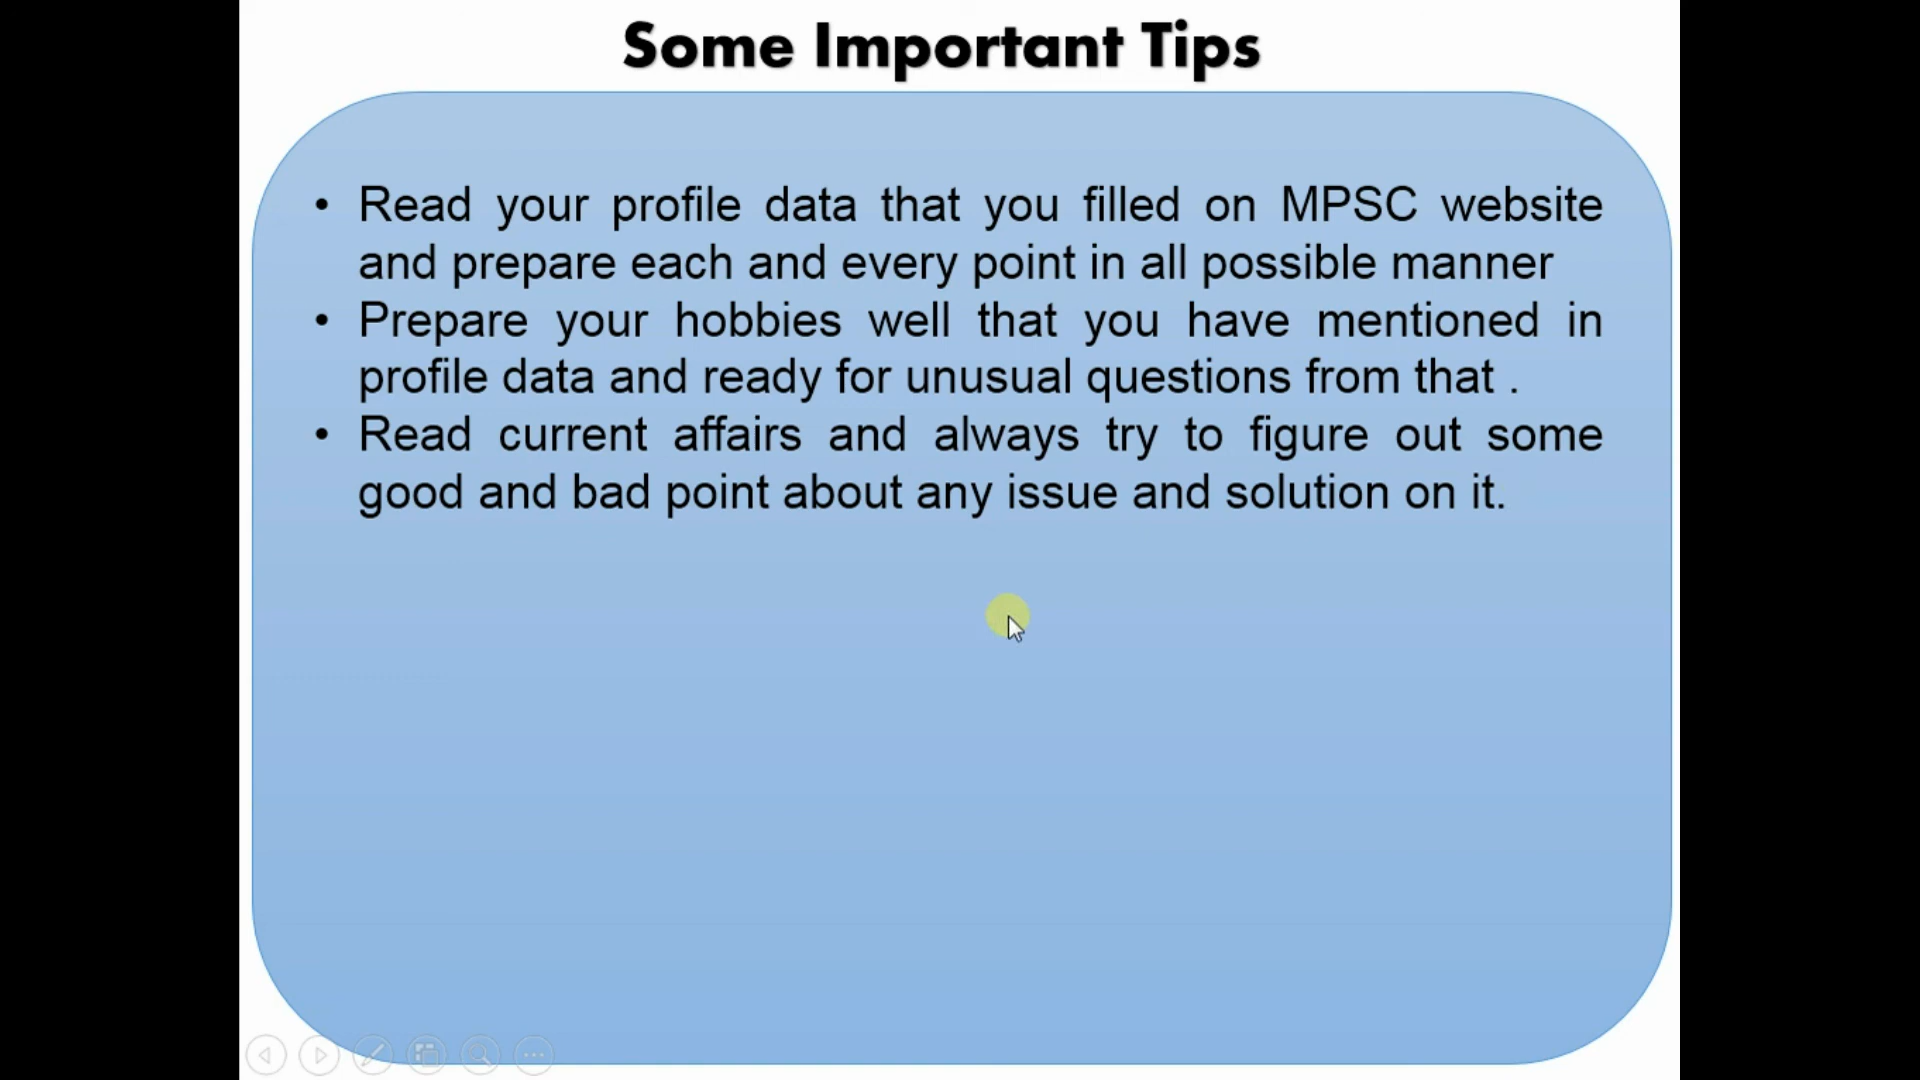 Some Important Tips
• Read your profile data that you filled on MPSC website
and prepare each and every point in all possible manner
• Prepare your hobbies well that you have mentioned in
profile data and ready for unusual questions from that .
• Read current affairs and always try to figure out some
good and bad point about any issue and solution on it.